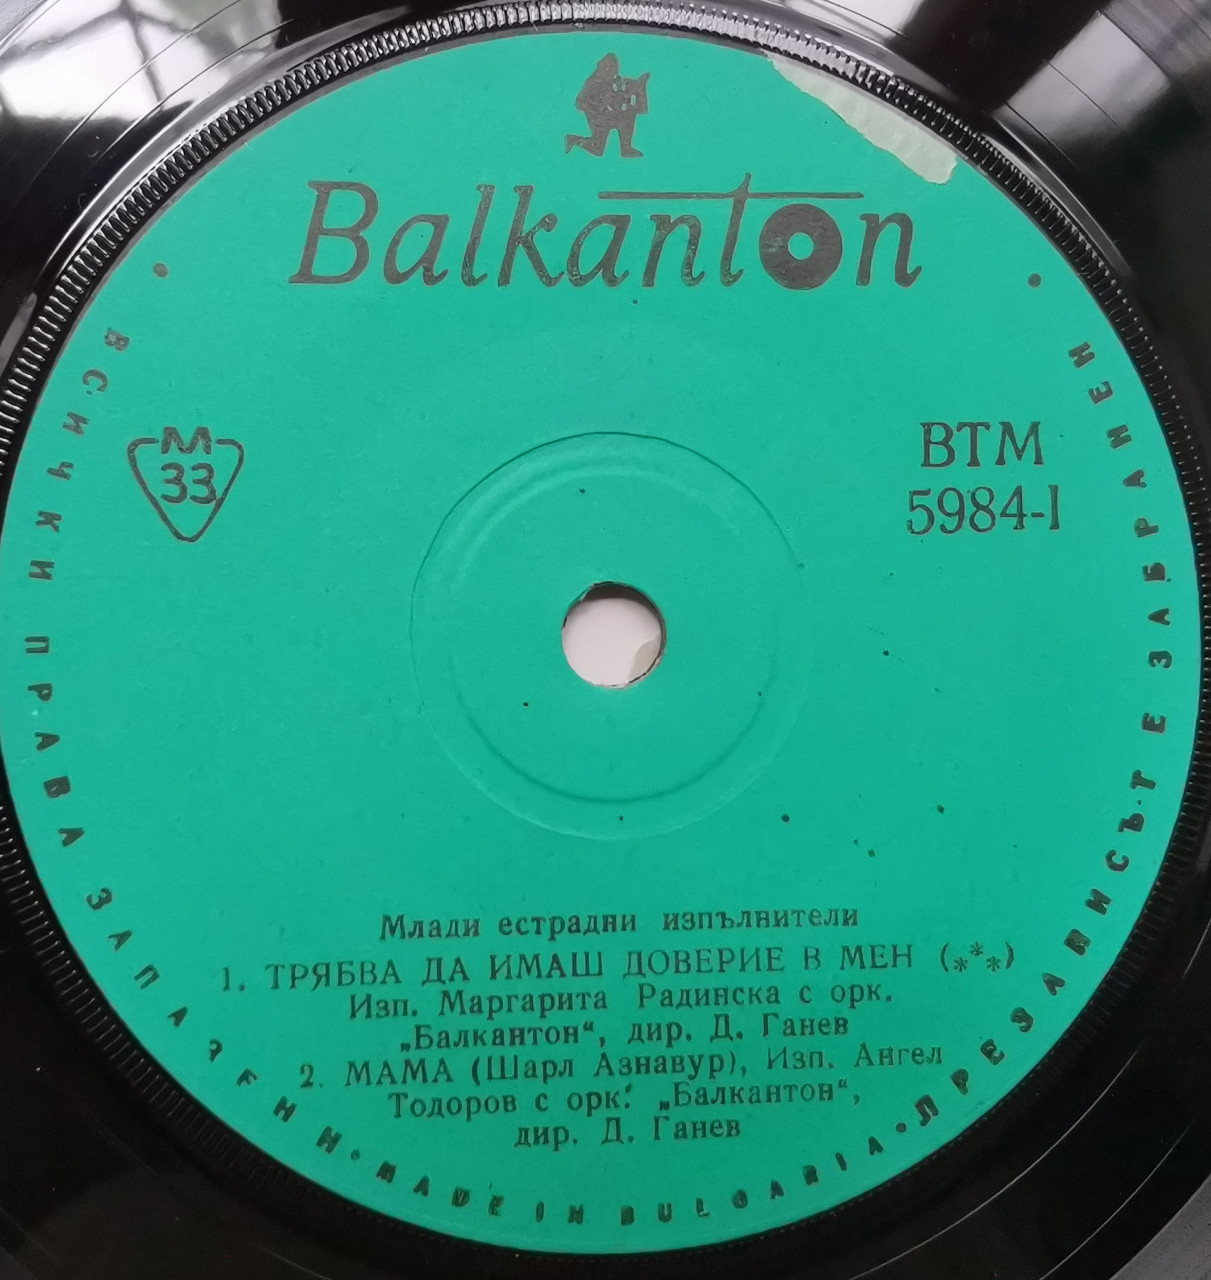 Balkanton
М
33
ВТМ
5984-I
Млади естрадни изпълнители
1. ТРЯБВА ДА ИМАШ ДОВЕРИЕ В МЕН (***)
Изп. Маргарита Радинска с орк.
„Балкантон“, дир. Д. Ганев
2. МАМА (Шарл Азнавур), Изп. Ангел
Тодоров с орк. „Балкантон“,
дир. Д. Ганев
• ВСИЧКИ ПРАВА ЗАПАЗЕНИ • MADE IN BULGARIA • ПРЕЗАПИСЪТ Е ЗАБРАНЕН •